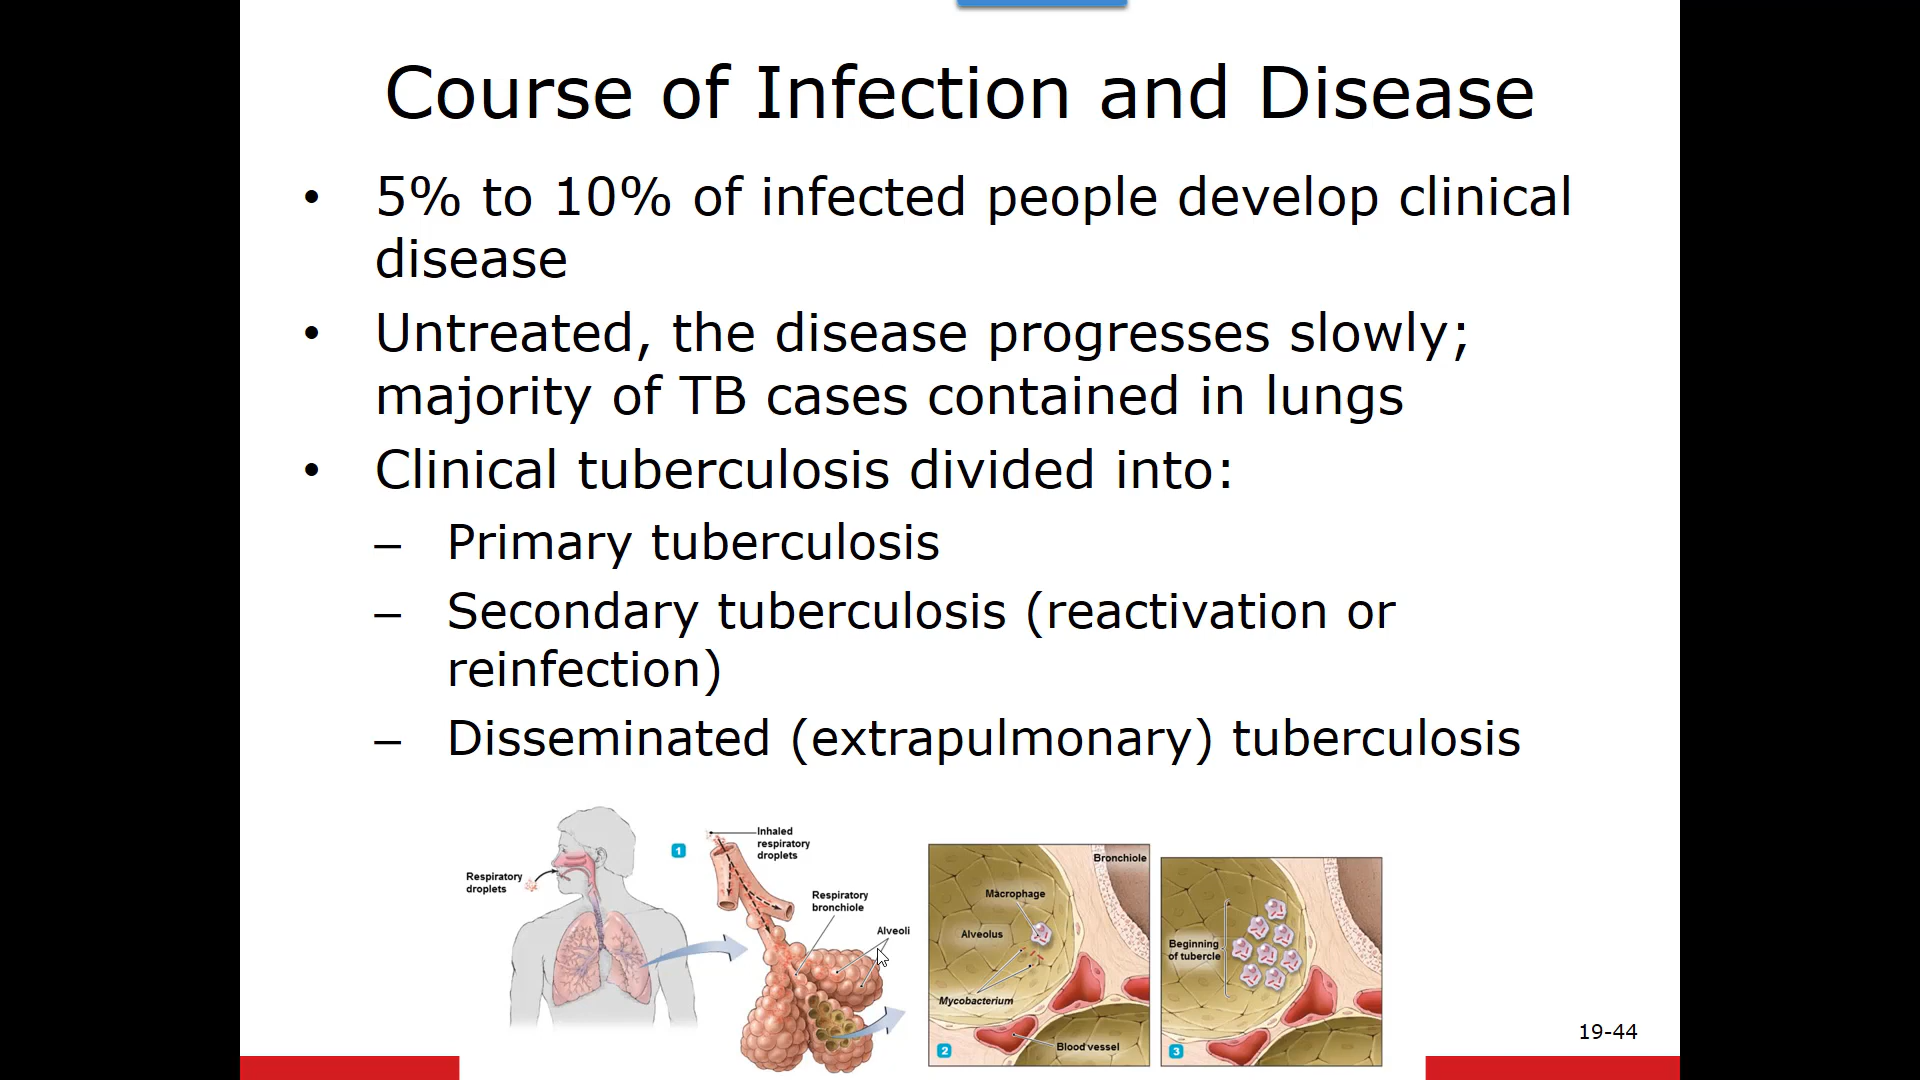 Course of Infection and Disease
• 5% to 10% of infected people develop clinical
disease
• Untreated, the disease progresses slowly;
majority of TB cases contained in lungs
• Clinical tuberculosis divided into:
– Primary tuberculosis
– Secondary tuberculosis (reactivation or
reinfection)
– Disseminated (extrapulmonary) tuberculosis
Respiratory
droplets
1
Inhaled
respiratory
droplets
Respiratory
bronchiole
Alveoli
Bronchiole
Macrophage
Alveolus
Mycobacterium
Blood vessel
2
Beginning
of tubercle
3
19-44